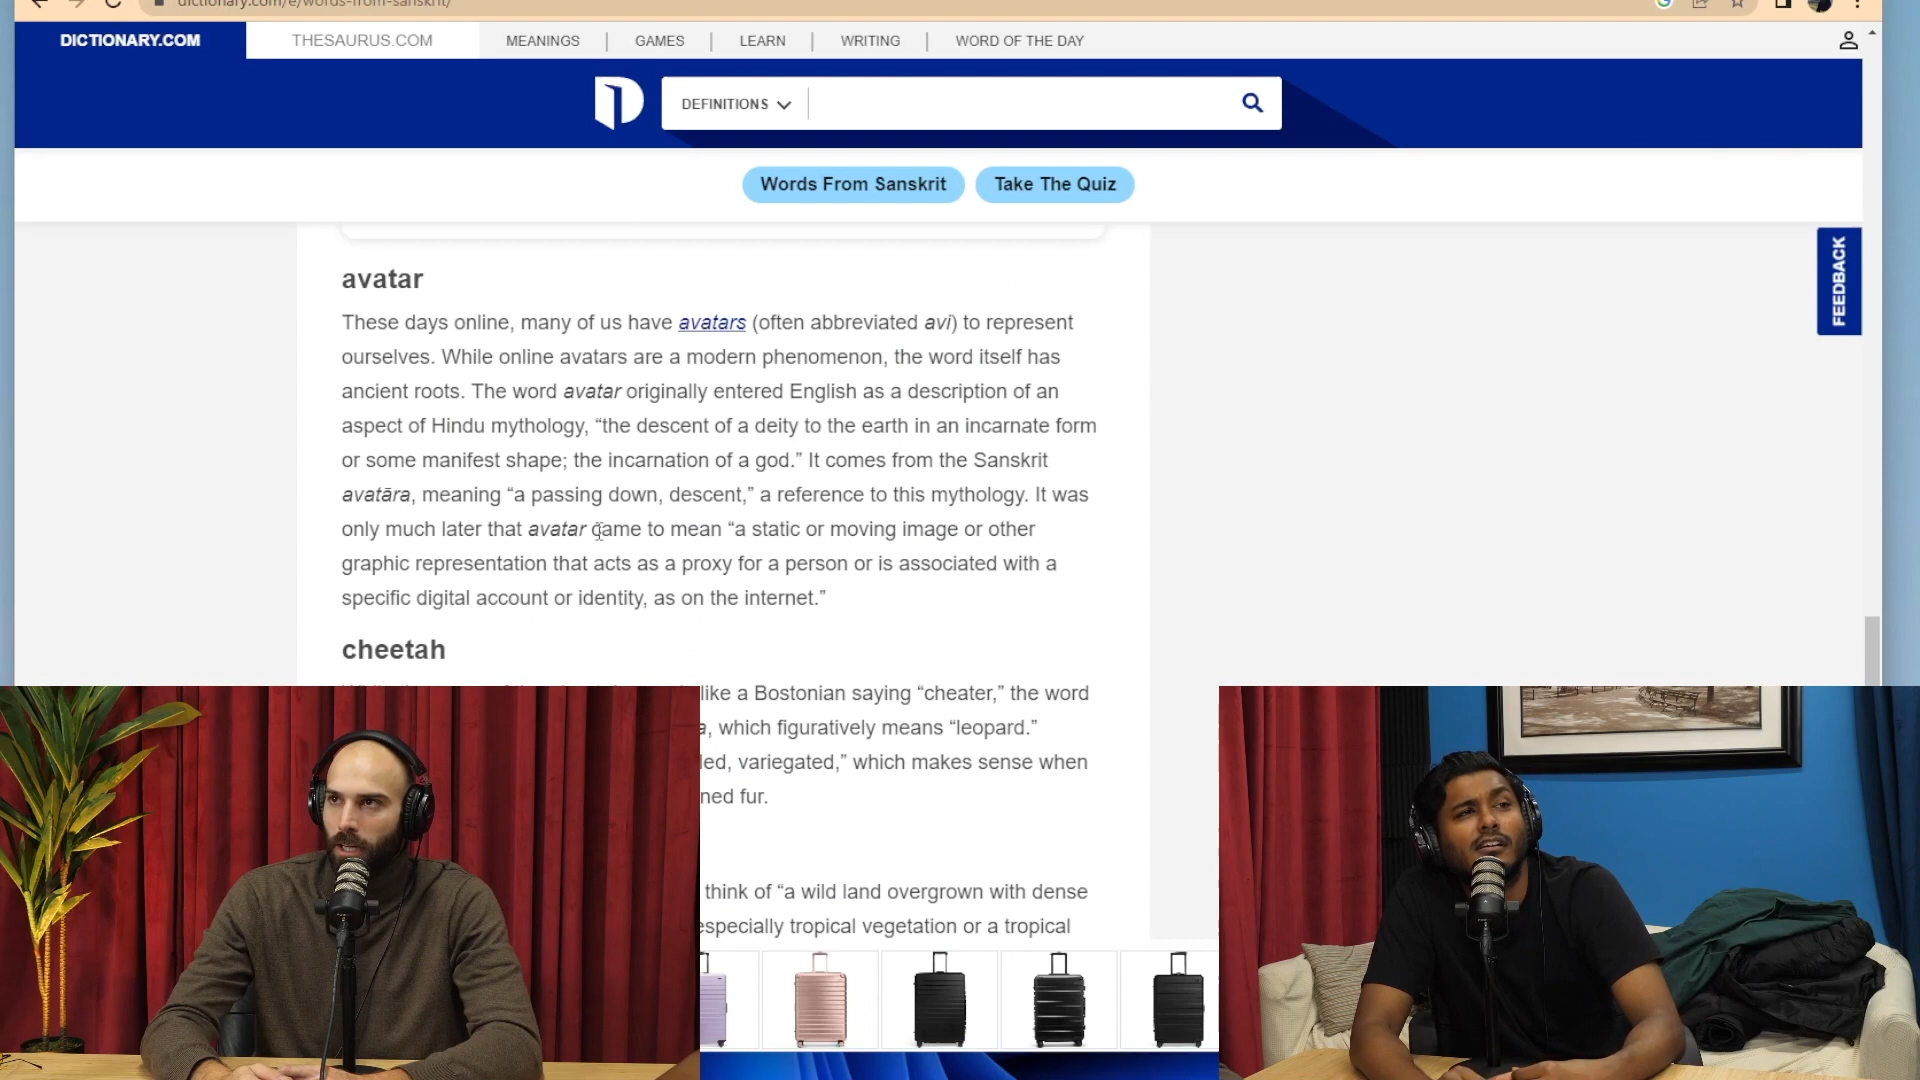 dictionary.com/e/words-from-sanskrit/
DICTIONARY.COM
THESAURUS.COM
MEANINGS | GAMES | LEARN | WRITING | WORD OF THE DAY
DEFINITIONS
Words From Sanskrit
Take The Quiz
FEEDBACK
avatar
These days online, many of us have avatars (often abbreviated avi) to represent
ourselves. While online avatars are a modern phenomenon, the word itself has
ancient roots. The word avatar originally entered English as a description of an
aspect of Hindu mythology, “the descent of a deity to the earth in an incarnate form
or some manifest shape; the incarnation of a god.” It comes from the Sanskrit
avatāra, meaning “a passing down, descent,” a reference to this mythology. It was
only much later that avatar came to mean “a static or moving image or other
graphic representation that acts as a proxy for a person or is associated with a
specific digital account or identity, as on the internet.”
cheetah
like a Bostonian saying “cheater,” the word
, which figuratively means “leopard.”
variegated,” which makes sense when
fur.
think of “a wild land overgrown with dense
especially tropical vegetation or a tropical